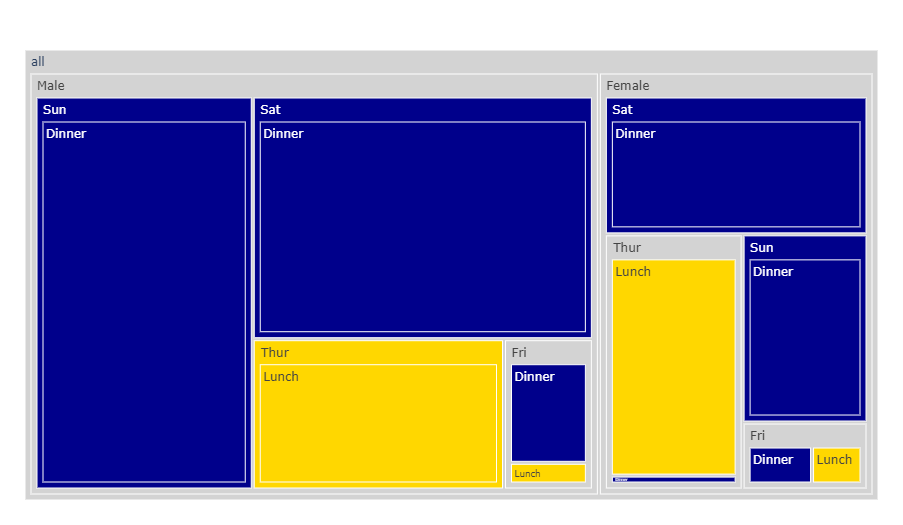 all
Male
Female
Sun
Dinner
Sat
Dinner
Thur
Lunch
Fri
Dinner
Lunch
Sat
Dinner
Thur
Lunch
Dinner
Sun
Dinner
Fri
Dinner
Lunch